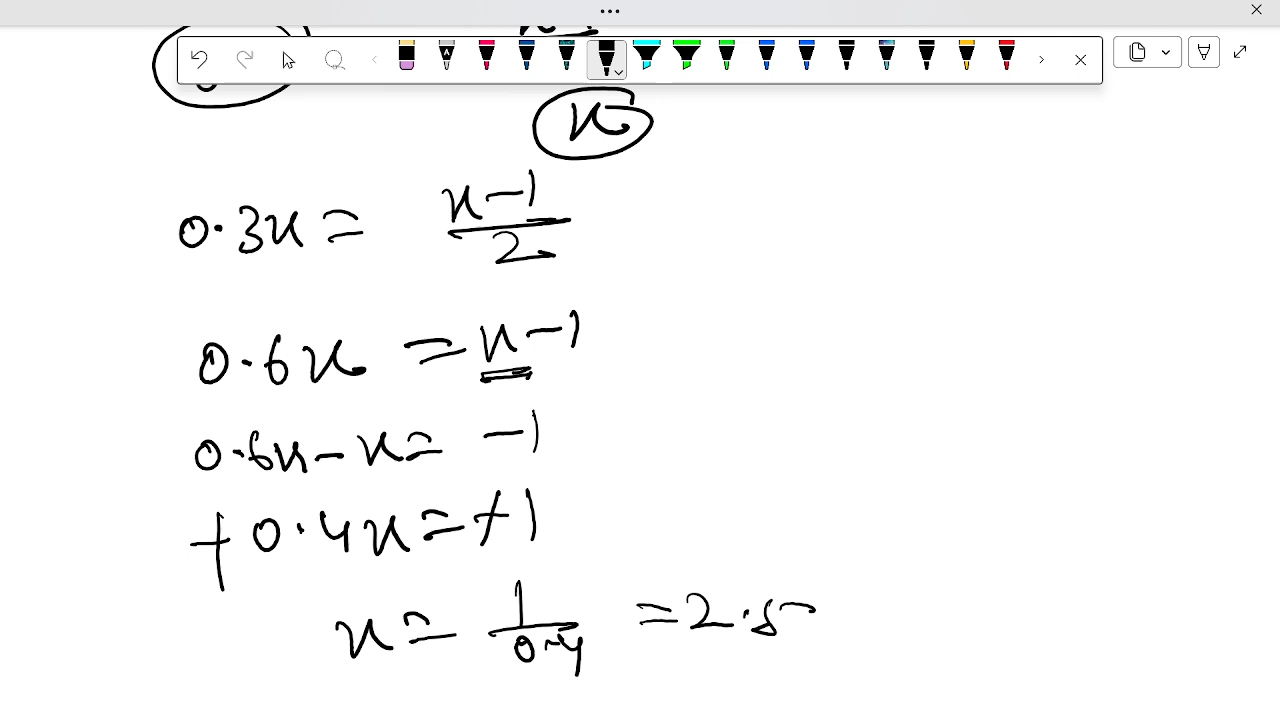 x
0.3x = x-1/2
0.6x = x-1
0.6x - x = -1
+0.4x = +1
x = 1/0.4 = 2.5